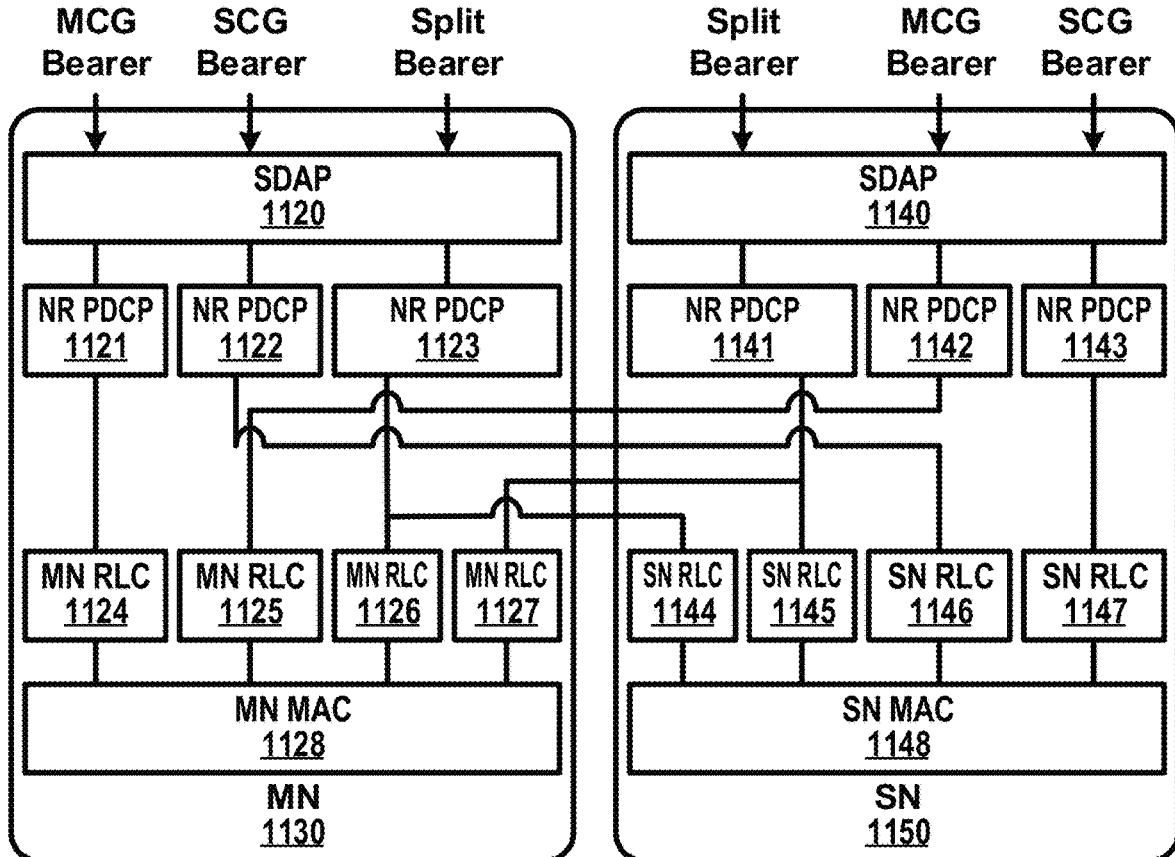 MCG SCG Split Split MCG SCG
Bearer Bearer Bearer Bearer Bearer Bearer
SDAP SDAP
1120 1140
NR PDCP NR PDCP NR PDCP NR PDCP NR PDCP NR PDCP
1121 1122 1123 1141 1142 1143
MN RLC MN RLC MN RLC MN RLC SN RLC SN RLC SN RLC SN RLC
1124 1125 1126 1127 1144 1145 1146 1147
MN MAC SN MAC
1128 1148
MN SN
1130 1150